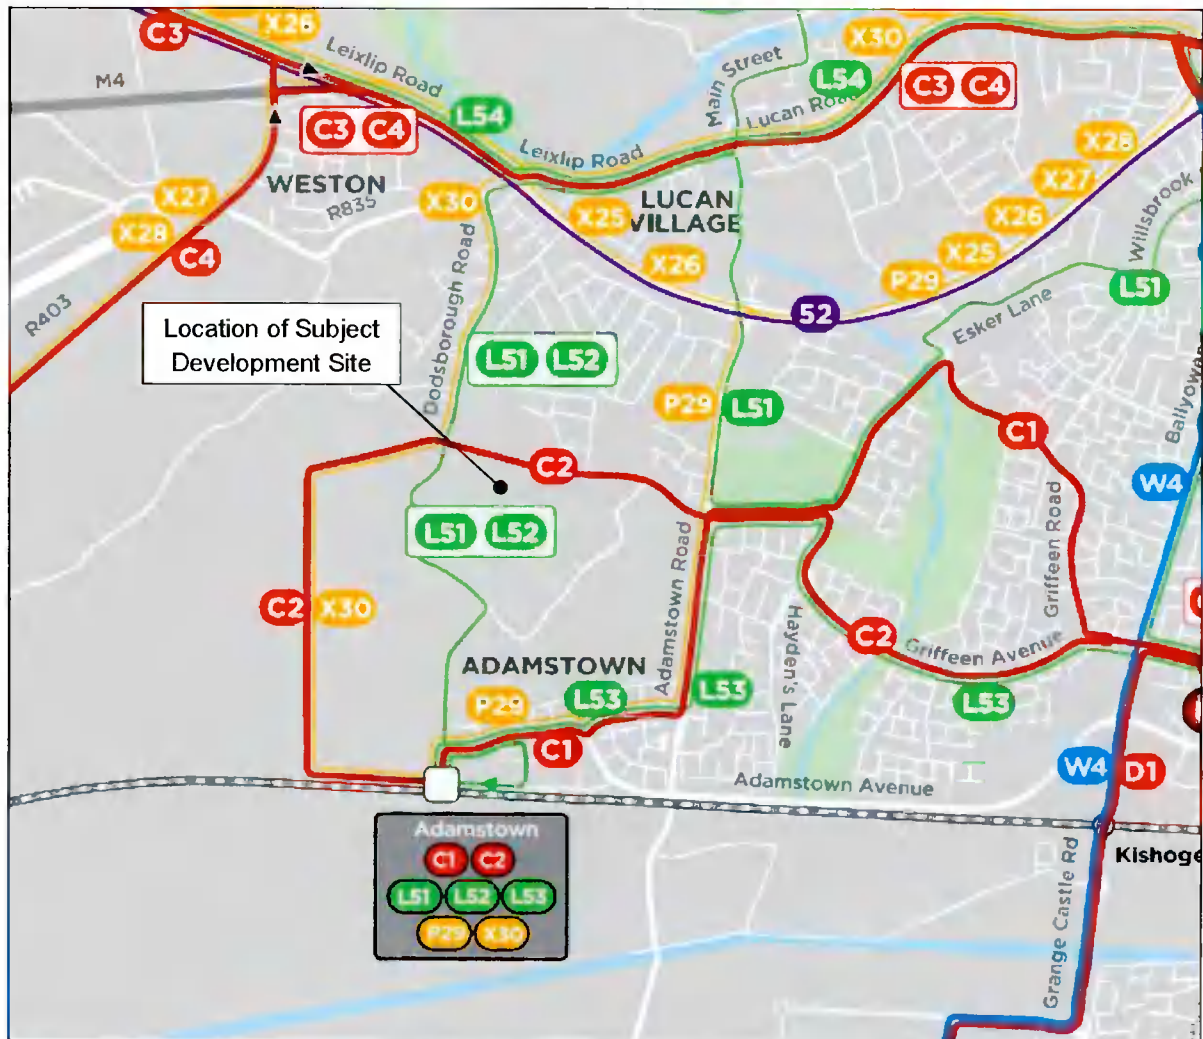 X26
C3
Leixlip Road
M4
L54
C3 C4
WESTON
R835
X27
X28
C4
R403
X30
Main Street
L54
Lucan Road
C3 C4
Leixlip Road
X30
LUCAN
VILLAGE
X25
X26
52
P29
X25
X26
X27
X28
Willsbrook
L51
Esker Lane
Location of Subject
Development Site
Dodsborough Road
L51 L52
P29
L51
C1
C2
W4
L51 L52
Adamstown Road
Griffeen Road
C2
X30
Hayden's Lane
C2
Griffeen Avenue
ADAMSTOWN
L53
P29
L53
L53
C1
Adamstown Avenue
W4
D1
Adamstown
C1 C2
L51 L52 L53
P29 X30
Kishoge
Grange Castle Rd